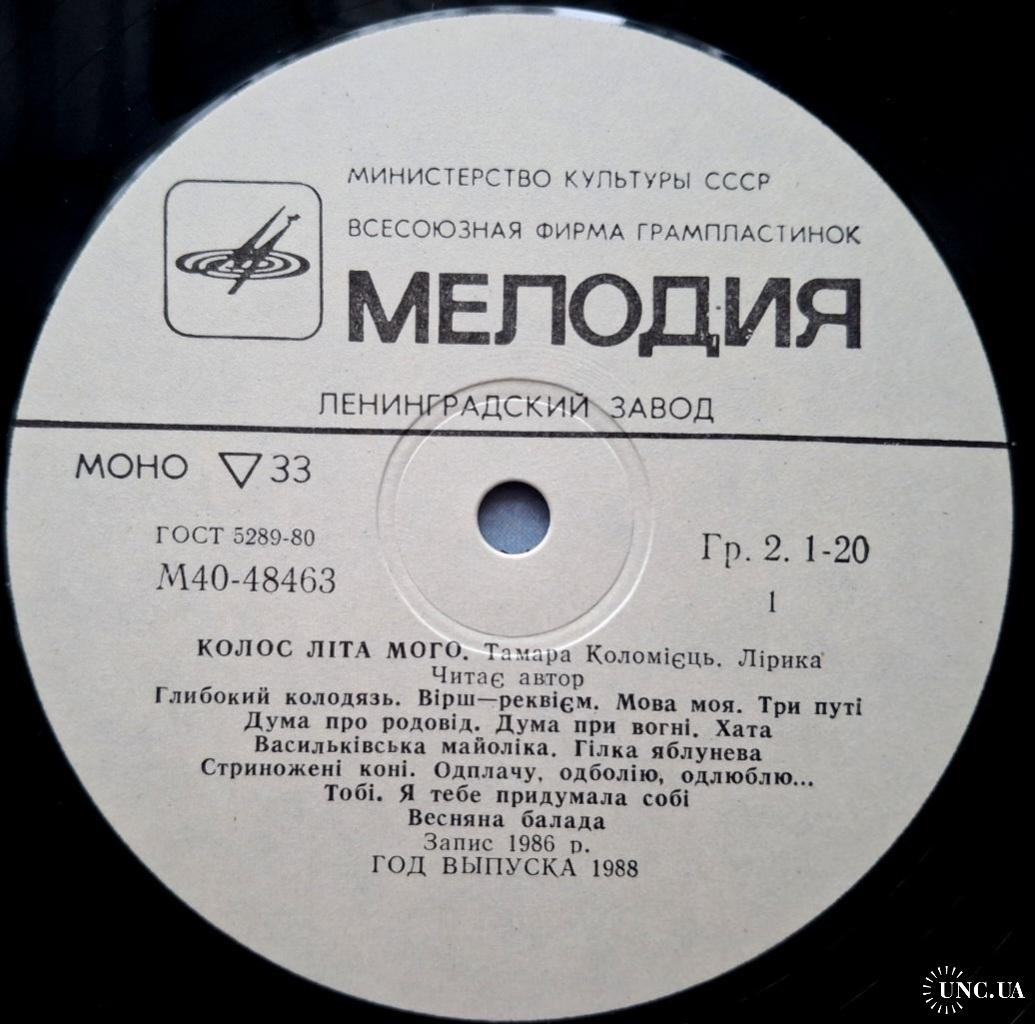 МИНИСТЕРСТВО КУЛЬТУРЫ СССР
ВСЕСОЮЗНАЯ ФИРМА ГРАМПЛАСТИНОК
МЕЛОДИЯ
ЛЕНИНГРАДСКИЙ ЗАВОД
МОНО ▽ 33
ГОСТ 5289-80
М40-48463
Гр. 2. 1-20
1
КОЛОС ЛІТА МОГО. Тамара Коломієць. Лірика
Читає автор
Глибокий колодязь. Вірш—реквієм. Мова моя. Три путі
Дума про родовід. Дума при вогні. Хата
Васильківська майоліка. Гілка яблунева
Стриножені коні. Одплачу, одболію, одлюблю...
Тобі. Я тебе придумала собі
Весняна балада
Запис 1986 р.
ГОД ВЫПУСКА 1988
UNC.UA